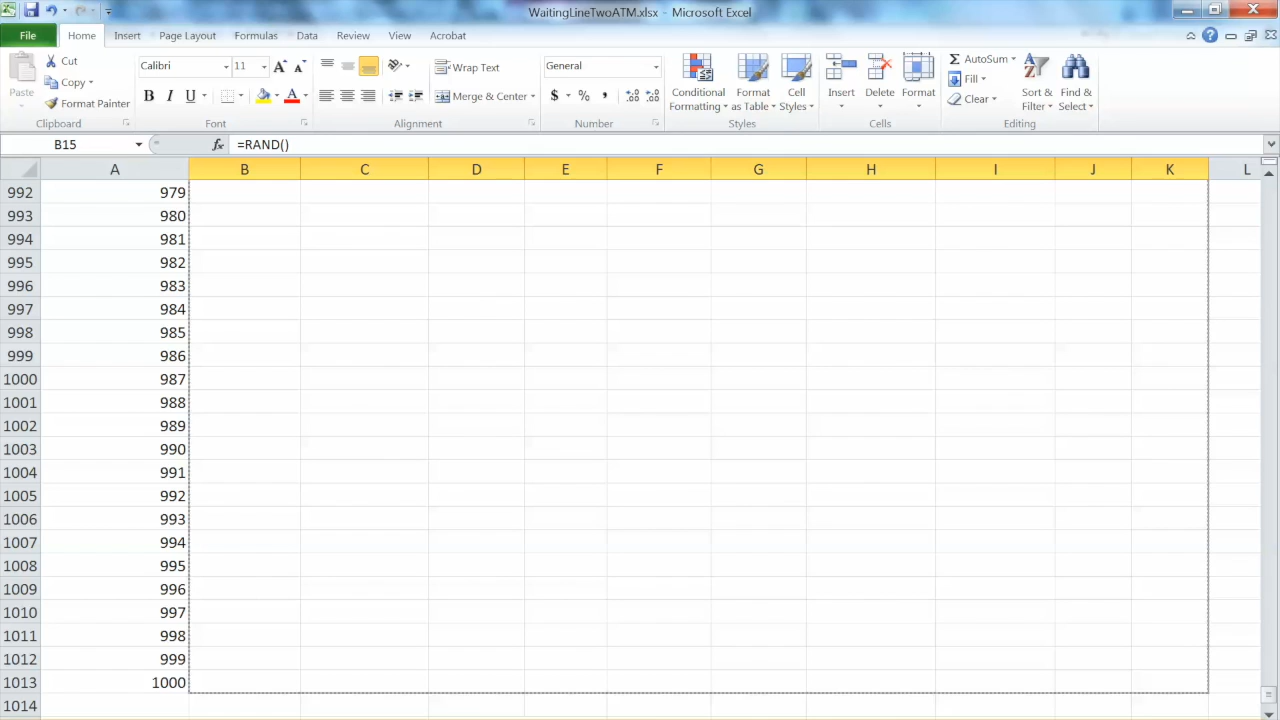 WaitingLineTwoATM.xlsx - Microsoft Excel
File Home Insert Page Layout Formulas Data Review View Acrobat
Paste Cut Copy Format Painter Clipboard
Calibri 11 A A B I U A Font
Wrap Text Merge & Center Alignment
General $ % , .0 .00 .00 .0 Number
Conditional Formatting Format as Table Cell Styles Styles
Insert Delete Format Cells
Σ AutoSum Fill Clear Sort & Filter Find & Select Editing
B15 fx =RAND()
A B C D E F G H I J K L
992 979
993 980
994 981
995 982
996 983
997 984
998 985
999 986
1000 987
1001 988
1002 989
1003 990
1004 991
1005 992
1006 993
1007 994
1008 995
1009 996
1010 997
1011 998
1012 999
1013 1000
1014